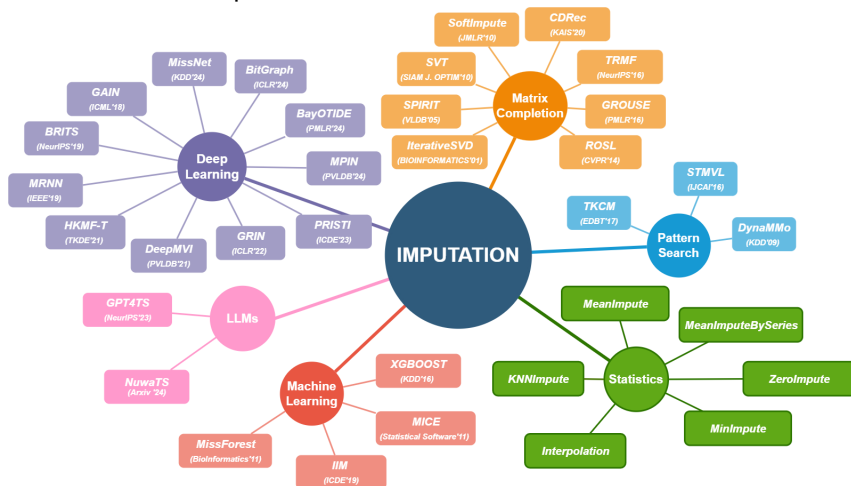 SoftImpute
(JMLR'10)
CDRec
(KAIS'20)
SVT
(SIAM J. OPTIM'10)
TRMF
(NeurIPS'16)
SPIRIT
(VLDB'05)
Matrix
Completion
GROUSE
(PMLR'16)
IterativeSVD
(BIOINFORMATICS'01)
ROSL
(CVPR'14)
MissNet
(KDD'24)
BitGraph
(ICLR'24)
GAIN
(ICML'18)
BayOTIDE
(PMLR'24)
BRITS
(NeurIPS'19)
Deep
Learning
MPIN
(PVLDB'24)
MRNN
(IEEE'19)
HKMF-T
(TKDE'21)
DeepMVI
(PVLDB'21)
GRIN
(ICLR'22)
PRISTI
(ICDE'23)
IMPUTATION
STMVL
(IJCAI'16)
TKCM
(EDBT'17)
Pattern
Search
DynaMMo
(KDD'09)
GPT4TS
(NeurIPS'23)
LLMs
NuwaTS
(Arxiv '24)
MeanImpute
MeanImputeBySeries
KNNImpute
Statistics
ZeroImpute
MinImpute
Interpolation
XGBOOST
(KDD'16)
Machine
Learning
MICE
(Statistical Software'11)
MissForest
(Bioinformatics'11)
IIM
(ICDE'19)